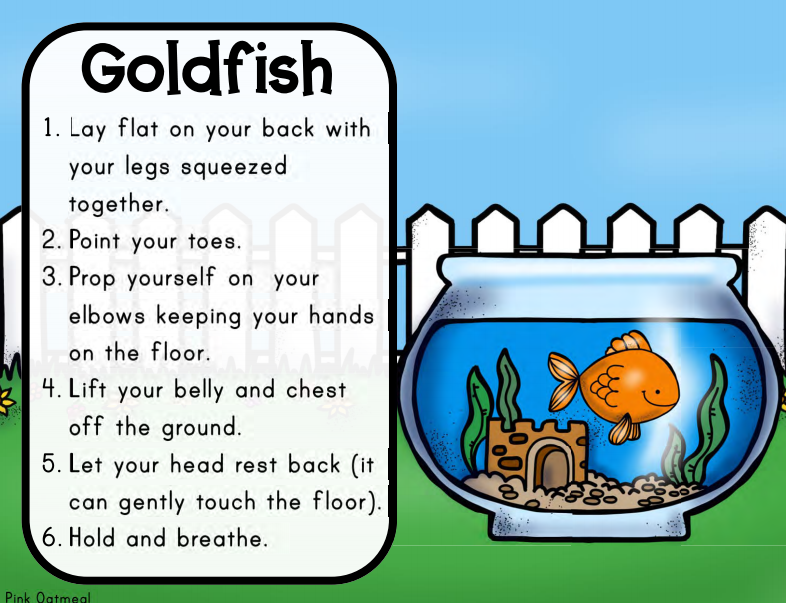 Goldfish
1. Lay flat on your back with
your legs squeezed
together.
2. Point your toes.
3. Prop yourself on your
elbows keeping your hands
on the floor.
4. Lift your belly and chest
off the ground.
5. Let your head rest back (it
can gently touch the floor).
6. Hold and breathe.
Pink Oatmeal